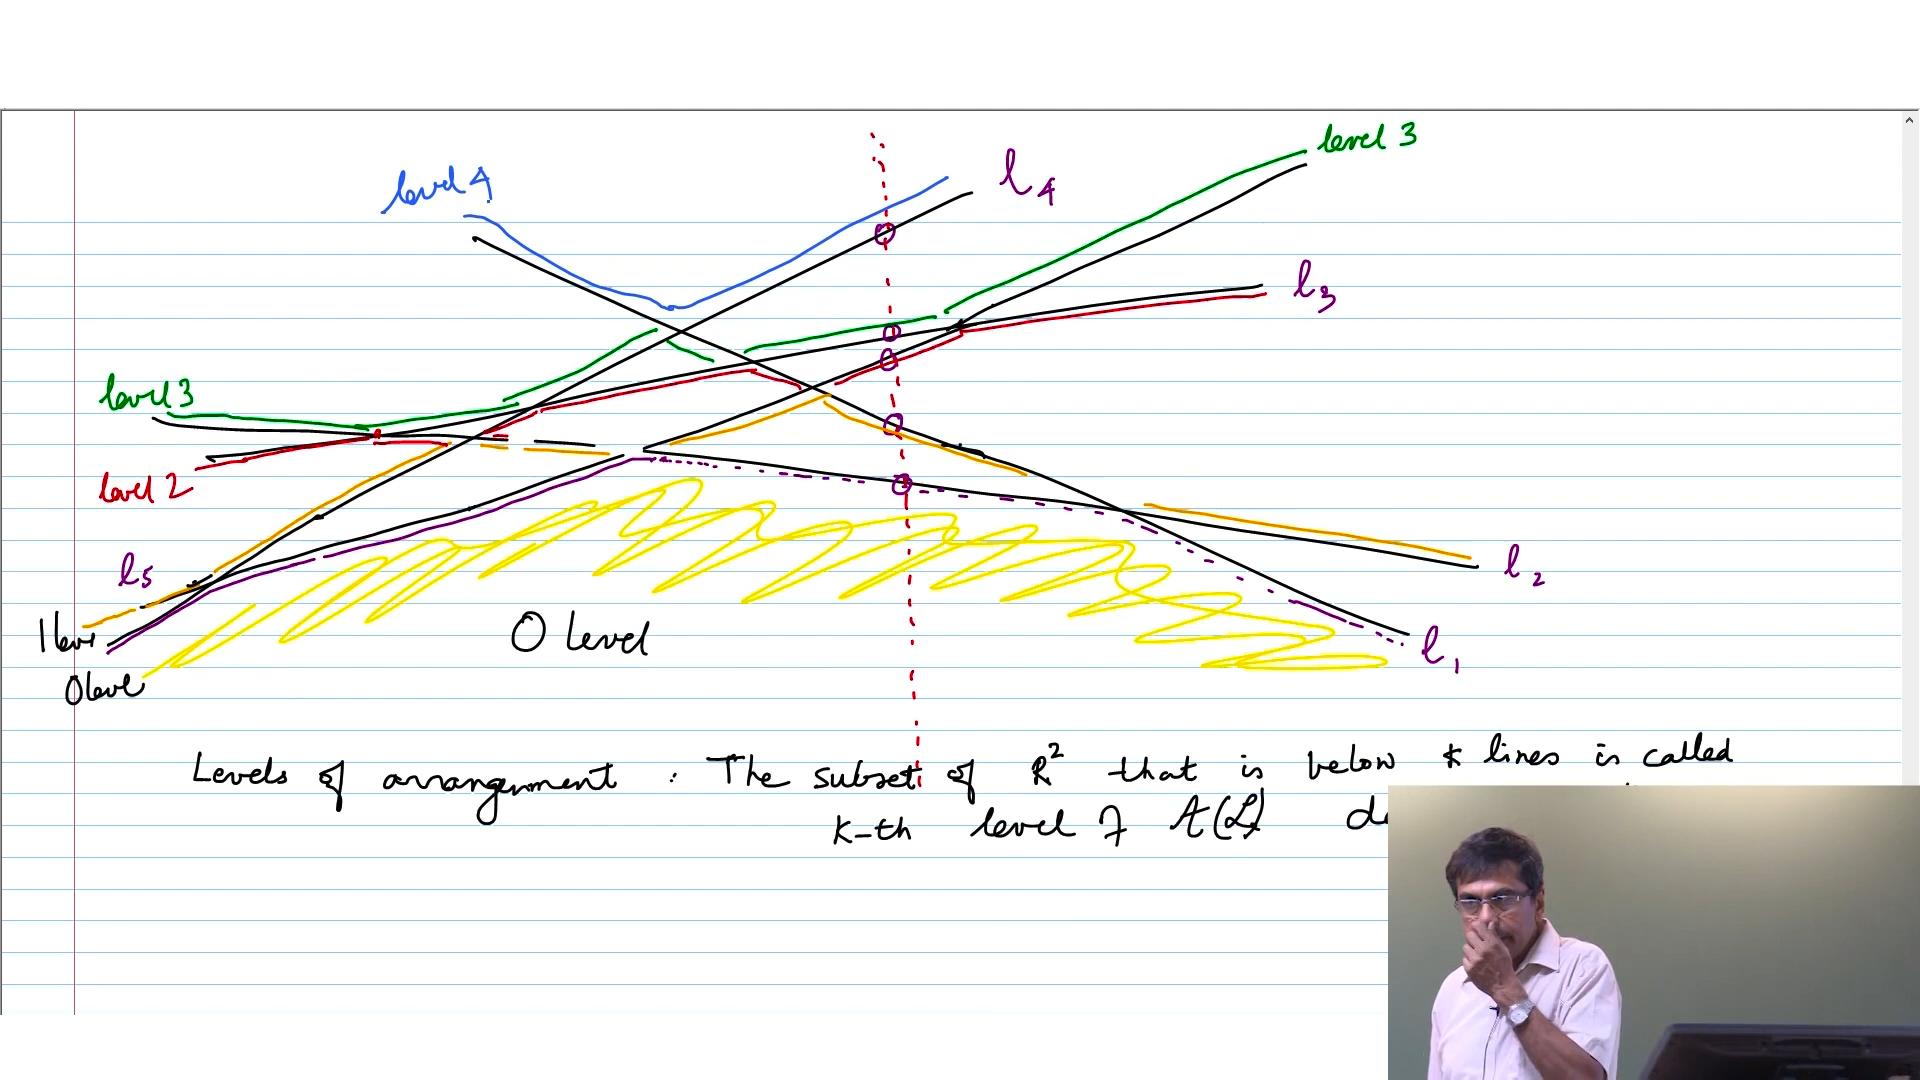 level 3
l4
level 4
l3
level 3
level 2
l5
l2
1 level
0 level
l1
0 level
Levels of arrangement : The subset of R² that is below k lines is called
k-th level of A(L)